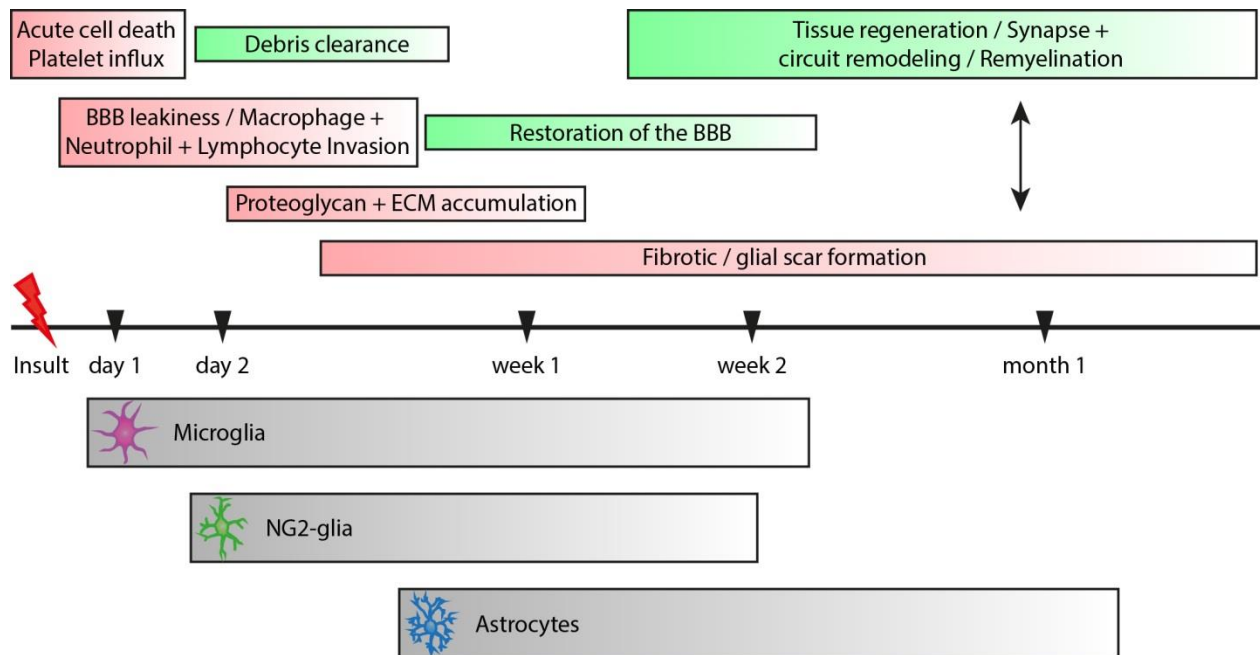 Acute cell death
Platelet influx
Debris clearance
Tissue regeneration / Synapse +
circuit remodeling / Remyelination
BBB leakiness / Macrophage +
Neutrophil + Lymphocyte Invasion
Restoration of the BBB
Proteoglycan + ECM accumulation
Fibrotic / glial scar formation
Insult
day 1
day 2
week 1
week 2
month 1
Microglia
NG2-glia
Astrocytes